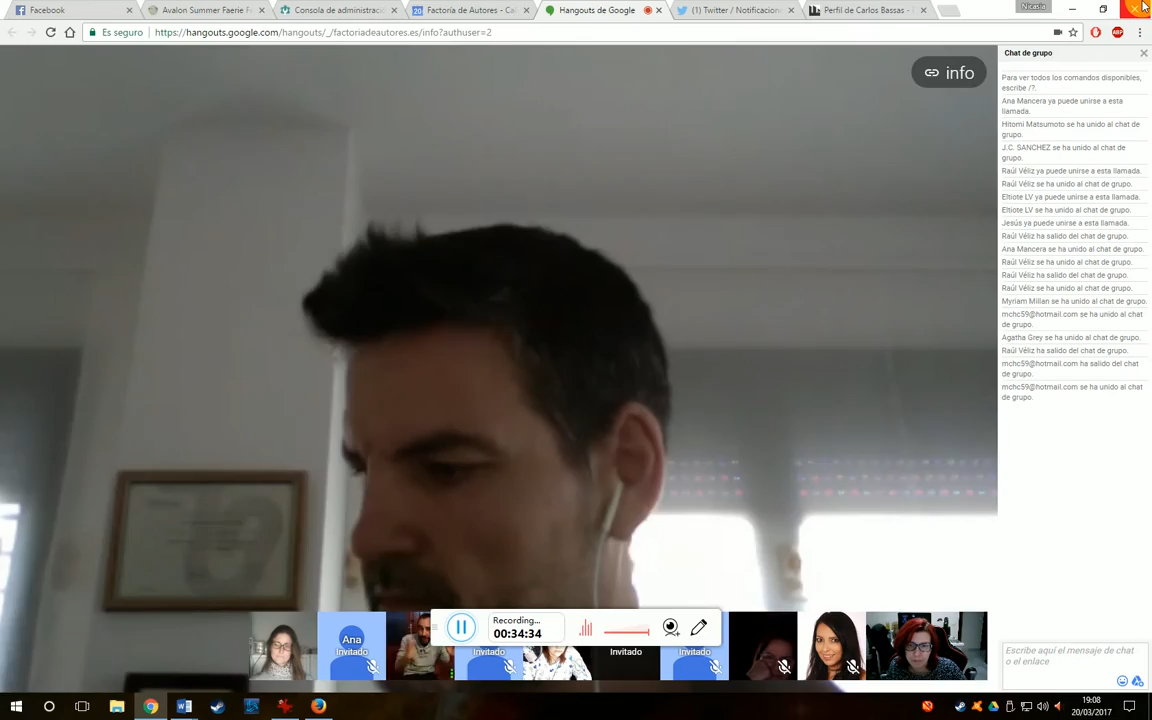 Facebook
Avalon Summer Faerie F
Consola de administraci
Factoría de Autores - Ca
Hangouts de Google
(1) Twitter / Notificacion
Perfil de Carlos Bassas -
Nicasia
Es seguro
https://hangouts.google.com/hangouts/_/factoriadeautores.es/info?authuser=2
ABP
info
Chat de grupo
Para ver todos los comandos disponibles,
escribe /?.
Ana Mancera ya puede unirse a esta
llamada.
Hitomi Matsumoto se ha unido al chat de
grupo.
J.C. SANCHEZ se ha unido al chat de
grupo.
Raúl Véliz ya puede unirse a esta llamada.
Raúl Véliz se ha unido al chat de grupo.
Eltiote LV ya puede unirse a esta llamada.
Eltiote LV se ha unido al chat de grupo.
Jesús ya puede unirse a esta llamada.
Raúl Véliz ha salido del chat de grupo.
Ana Mancera se ha unido al chat de grupo.
Raúl Véliz se ha unido al chat de grupo.
Raúl Véliz ha salido del chat de grupo.
Raúl Véliz se ha unido al chat de grupo.
Myriam Millan se ha unido al chat de grupo.
mchc59@hotmail.com se ha unido al chat
de grupo.
Agatha Grey se ha unido al chat de grupo.
Raúl Véliz ha salido del chat de grupo.
mchc59@hotmail.com ha salido del chat
de grupo.
mchc59@hotmail.com se ha unido al chat
de grupo.
Recording...
00:34:34
Ana
Invitado
Invitado
Invitado
Invitado
Escribe aquí el mensaje de chat
o el enlace
19:08
20/03/2017